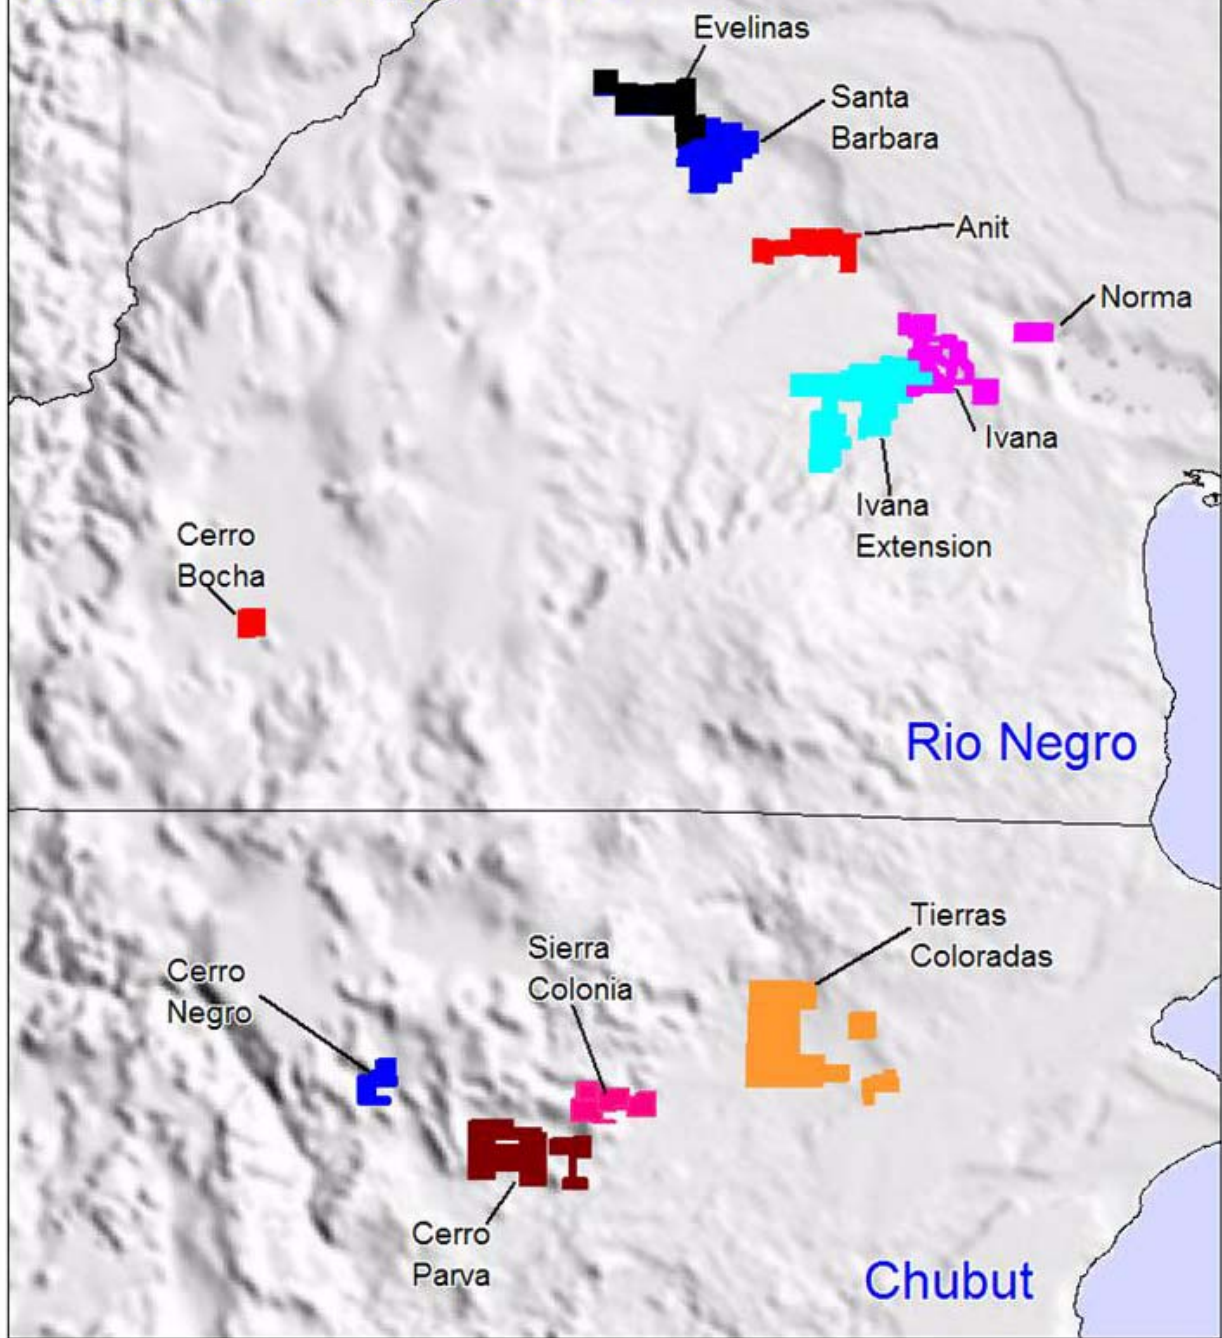 Evelinas
Santa
Barbara
Anit
Norma
Ivana
Ivana
Extension
Cerro
Bocha
Rio Negro
Tierras
Coloradas
Sierra
Colonia
Cerro
Negro
Cerro
Parva
Chubut